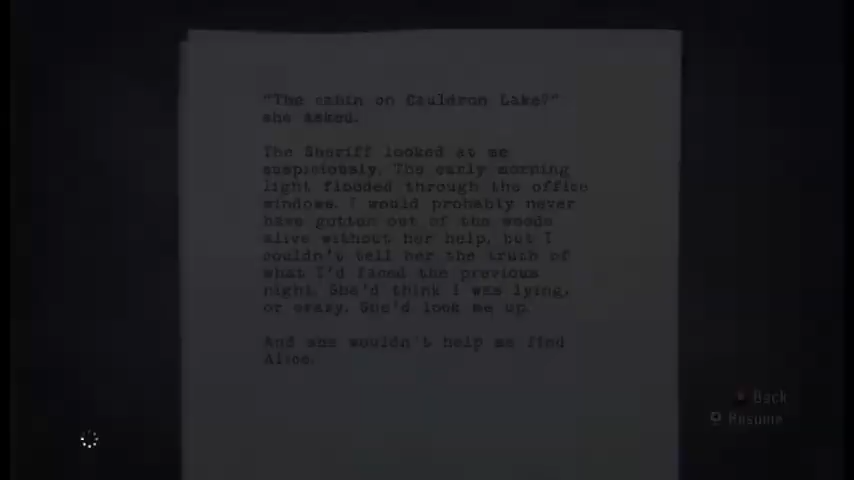 "The cabin on Cauldron Lake?"
she asked.
The Sheriff looked at me
suspiciously. The early morning
light flooded through the office
windows. I would probably never
have gotten out of the woods
alive without her help, but I
couldn't tell her the truth of
what I'd faced the previous
night. She'd think I was lying,
or crazy. She'd look me up.
And she wouldn't help me find
Alice.
Back
Resume